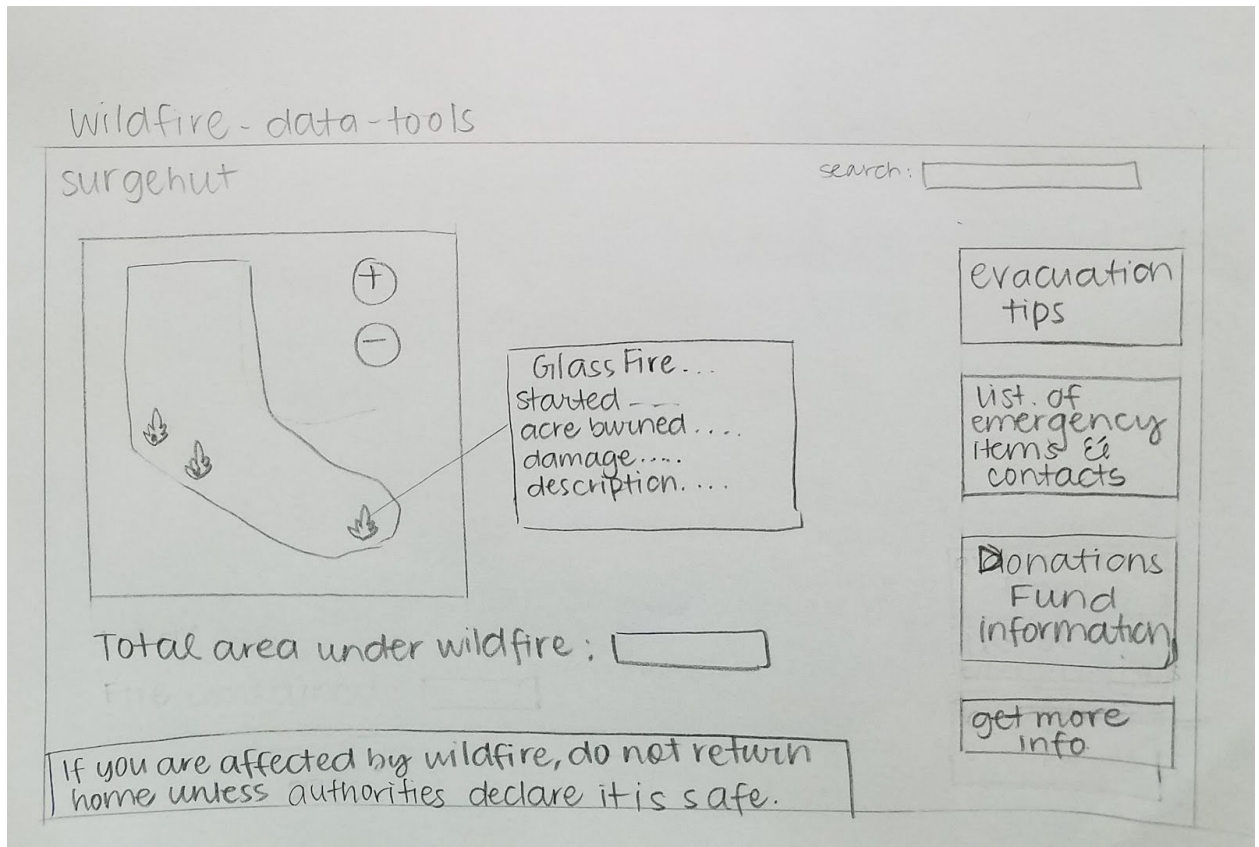 wildfire-data-tools
surgehut
search:
+
−
evacuation
tips
Glass Fire...
started ----
acre burned....
damage.....
description....
list of
emergency
items &
contacts
Donations
Fund
information
Total area under wildfire:
get more
info
If you are affected by wildfire, do not return
home unless authorities declare it is safe.